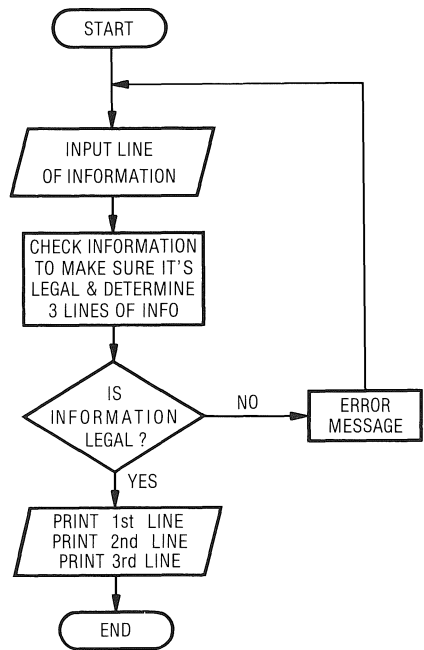 START
INPUT LINE
OF INFORMATION
CHECK INFORMATION
TO MAKE SURE IT'S
LEGAL & DETERMINE
3 LINES OF INFO
IS
INFORMATION
LEGAL ?
NO
ERROR
MESSAGE
YES
PRINT 1st LINE
PRINT 2nd LINE
PRINT 3rd LINE
END